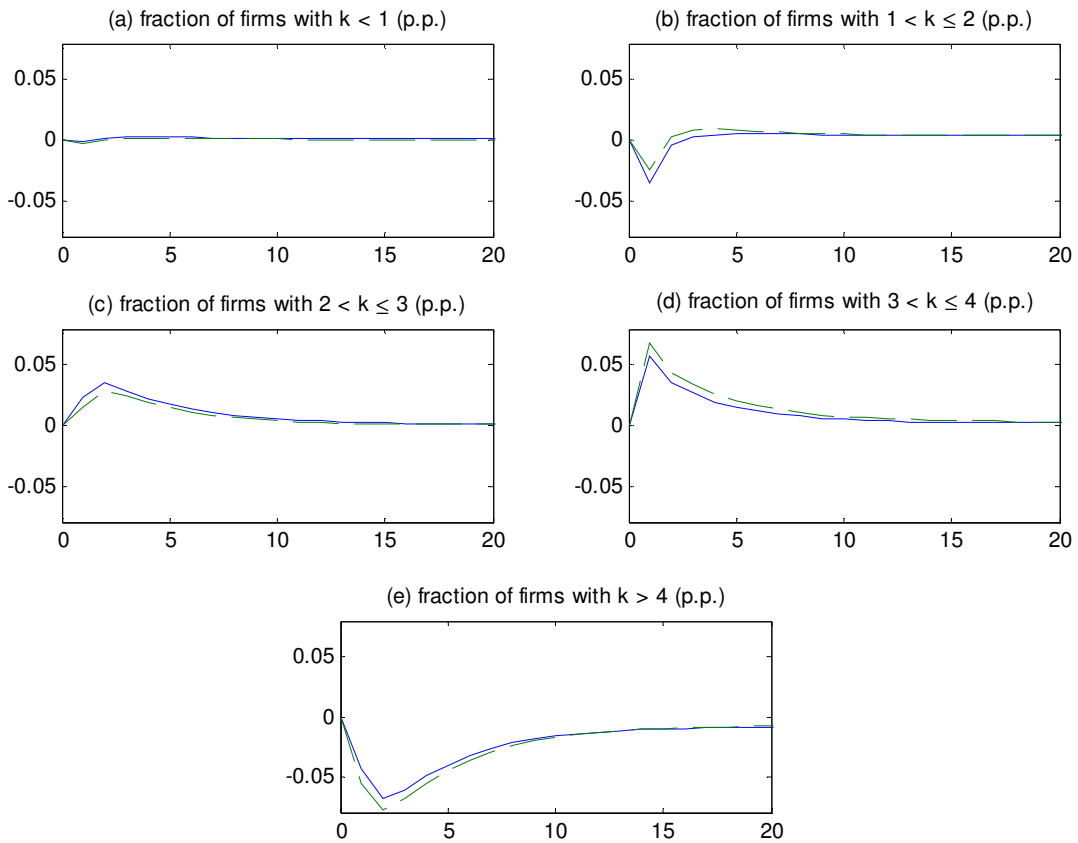 (a) fraction of firms with k < 1 (p.p.)
0.05
0
-0.05
0 5 10 15 20
(b) fraction of firms with 1 < k ≤ 2 (p.p.)
0.05
0
-0.05
0 5 10 15 20
(c) fraction of firms with 2 < k ≤ 3 (p.p.)
0.05
0
-0.05
0 5 10 15 20
(d) fraction of firms with 3 < k ≤ 4 (p.p.)
0.05
0
-0.05
0 5 10 15 20
(e) fraction of firms with k > 4 (p.p.)
0.05
0
-0.05
0 5 10 15 20